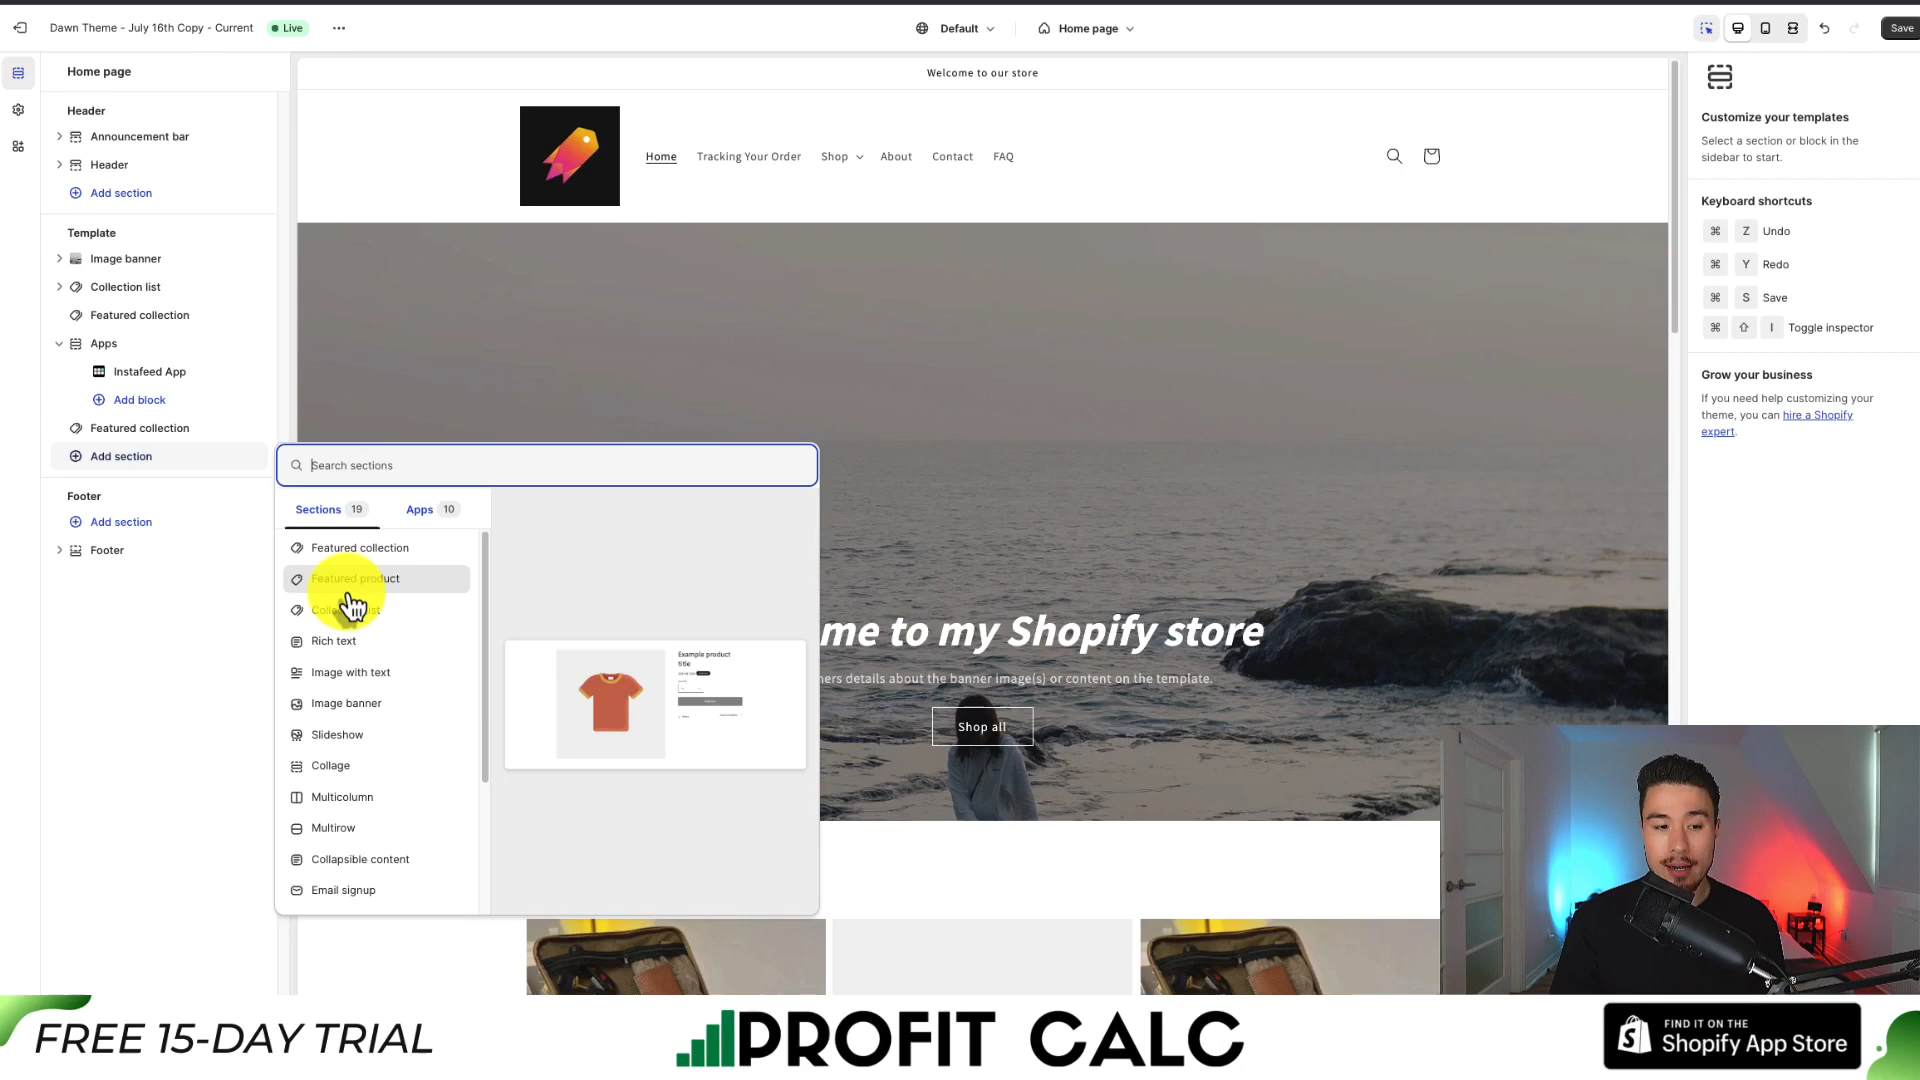 Dawn Theme - July 16th Copy - Current
Live
Default
Home page
Save
Home page
Header
Announcement bar
Header
Add section
Template
Image banner
Collection list
Featured collection
Apps
Instafeed App
Add block
Featured collection
Add section
Footer
Add section
Footer
Search sections
Sections 19
Apps 10
Featured collection
Featured product
Rich text
Image with text
Image banner
Slideshow
Collage
Multicolumn
Multirow
Collapsible content
Email signup
Example product
title
Welcome to our store
Home
Tracking Your Order
Shop
About
Contact
FAQ
me to my Shopify store
details about the banner image(s) or content on the template.
Shop all
Customize your templates
Select a section or block in the
sidebar to start.
Keyboard shortcuts
⌘ Z Undo
⌘ Y Redo
⌘ S Save
⌘ ⇧ I Toggle inspector
Grow your business
If you need help customizing your
theme, you can hire a Shopify
expert.
FREE 15-DAY TRIAL
PROFIT CALC
FIND IT ON THE
Shopify App Store